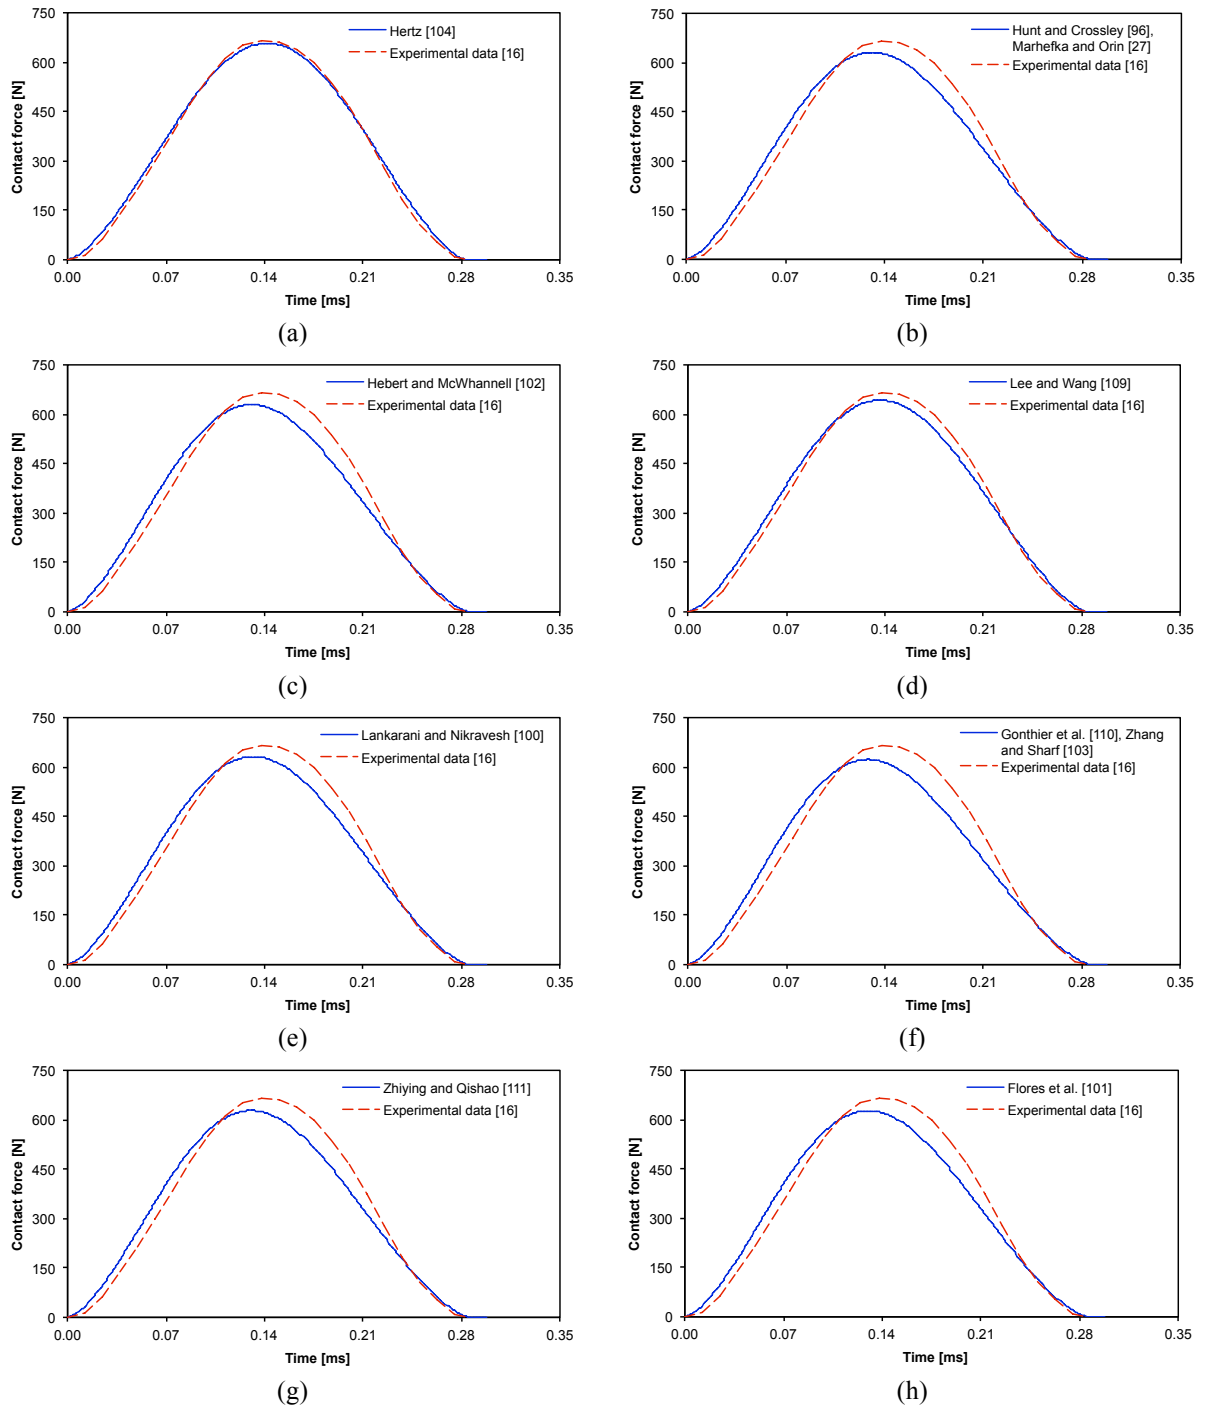 750
600
450
300
150
0
Contact force [N]
Hertz [104]
Experimental data [16]
0.00 0.07 0.14 0.21 0.28 0.35
Time [ms]
(a)
750
600
450
300
150
0
Contact force [N]
Hunt and Crossley [96],
Marhefka and Orin [27]
Experimental data [16]
0.00 0.07 0.14 0.21 0.28 0.35
Time [ms]
(b)
750
600
450
300
150
0
Contact force [N]
Hebert and McWhannell [102]
Experimental data [16]
0.00 0.07 0.14 0.21 0.28 0.35
Time [ms]
(c)
750
600
450
300
150
0
Contact force [N]
Lee and Wang [109]
Experimental data [16]
0.00 0.07 0.14 0.21 0.28 0.35
Time [ms]
(d)
750
600
450
300
150
0
Contact force [N]
Lankarani and Nikravesh [100]
Experimental data [16]
0.00 0.07 0.14 0.21 0.28 0.35
Time [ms]
(e)
750
600
450
300
150
0
Contact force [N]
Gonthier et al. [110], Zhang
and Sharf [103]
Experimental data [16]
0.00 0.07 0.14 0.21 0.28 0.35
Time [ms]
(f)
750
600
450
300
150
0
Contact force [N]
Zhiying and Qishao [111]
Experimental data [16]
0.00 0.07 0.14 0.21 0.28 0.35
Time [ms]
(g)
750
600
450
300
150
0
Contact force [N]
Flores et al. [101]
Experimental data [16]
0.00 0.07 0.14 0.21 0.28 0.35
Time [ms]
(h)